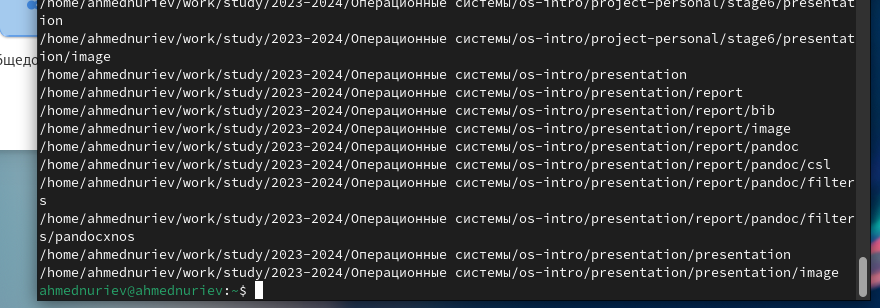 /home/ahmednuriev/work/study/2023-2024/Операционные системы/os-intro/project-personal/stage6/presentat
ion
/home/ahmednuriev/work/study/2023-2024/Операционные системы/os-intro/project-personal/stage6/presentat
ion/image
/home/ahmednuriev/work/study/2023-2024/Операционные системы/os-intro/presentation
/home/ahmednuriev/work/study/2023-2024/Операционные системы/os-intro/presentation/report
/home/ahmednuriev/work/study/2023-2024/Операционные системы/os-intro/presentation/report/bib
/home/ahmednuriev/work/study/2023-2024/Операционные системы/os-intro/presentation/report/image
/home/ahmednuriev/work/study/2023-2024/Операционные системы/os-intro/presentation/report/pandoc
/home/ahmednuriev/work/study/2023-2024/Операционные системы/os-intro/presentation/report/pandoc/csl
/home/ahmednuriev/work/study/2023-2024/Операционные системы/os-intro/presentation/report/pandoc/filter
s
/home/ahmednuriev/work/study/2023-2024/Операционные системы/os-intro/presentation/report/pandoc/filter
s/pandocxnos
/home/ahmednuriev/work/study/2023-2024/Операционные системы/os-intro/presentation/presentation
/home/ahmednuriev/work/study/2023-2024/Операционные системы/os-intro/presentation/presentation/image
ahmednuriev@ahmednuriev:~$